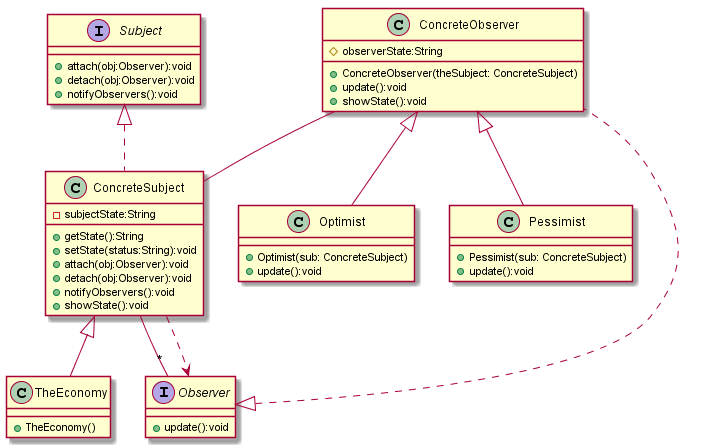 I Subject
attach(obj:Observer):void
detach(obj:Observer):void
notifyObservers():void
C ConcreteObserver
observerState:String
ConcreteObserver(theSubject: ConcreteSubject)
update():void
showState():void
C ConcreteSubject
subjectState:String
getState():String
setState(status:String):void
attach(obj:Observer):void
detach(obj:Observer):void
notifyObservers():void
showState():void
C Optimist
Optimist(sub: ConcreteSubject)
update():void
C Pessimist
Pessimist(sub: ConcreteSubject)
update():void
*
C TheEconomy
TheEconomy()
I Observer
update():void